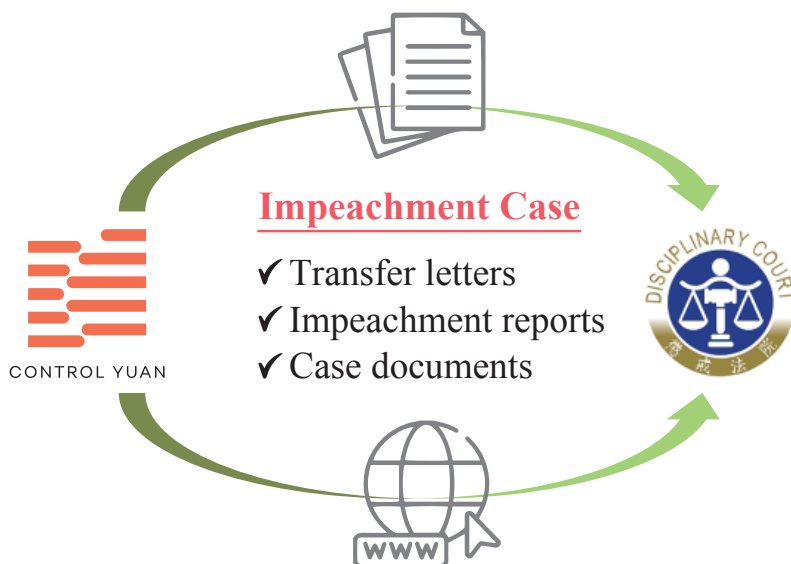 Impeachment Case
✓ Transfer letters
✓ Impeachment reports
✓ Case documents
CONTROL YUAN
DISCIPLINARY COURT
懲戒法院
WWW